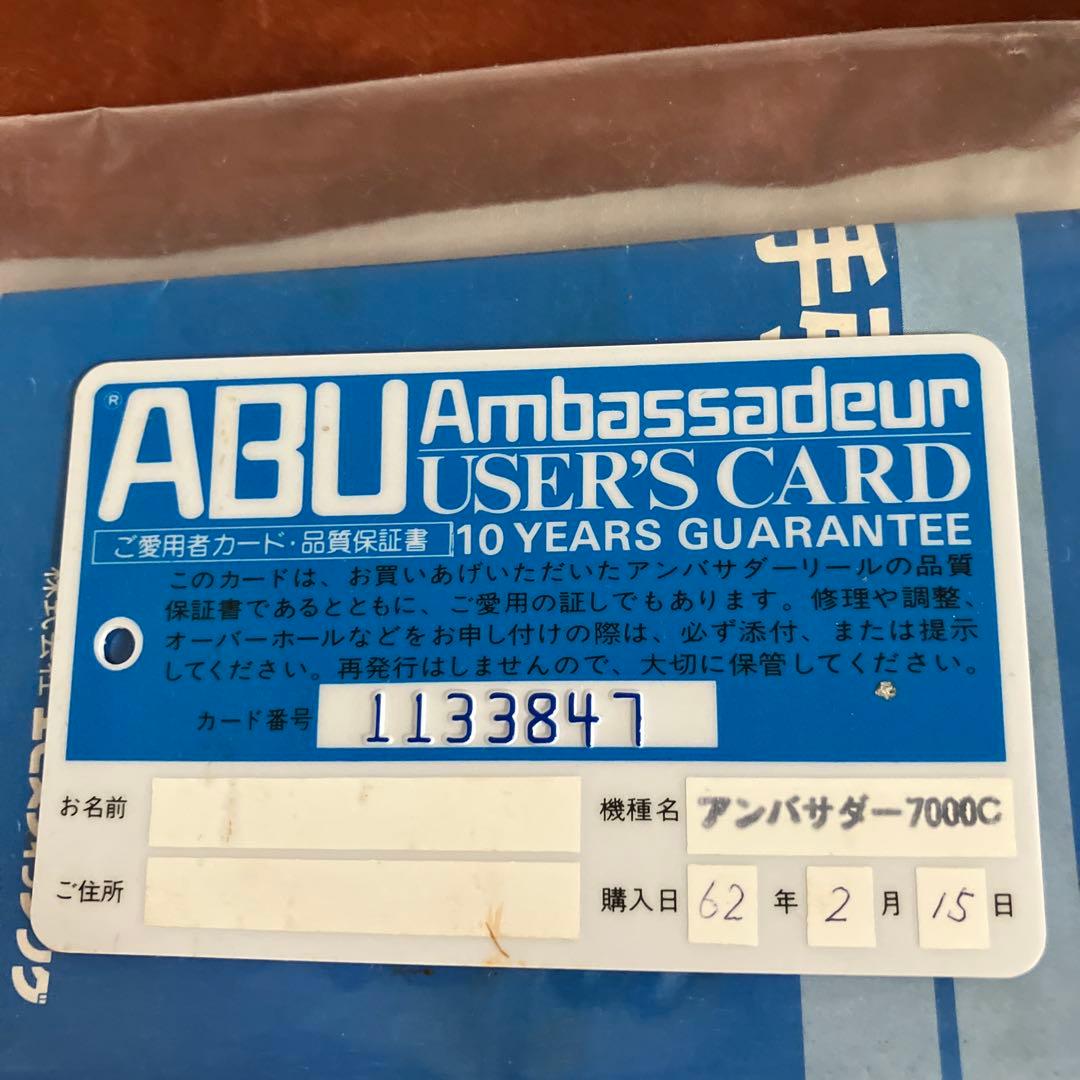 ® ABU Ambassadeur
USER'S CARD
ご愛用者カード・品質保証書 10 YEARS GUARANTEE
このカードは、お買いあげいただいたアンバサダーリールの品質
保証書であるとともに、ご愛用の証しでもあります。修理や調整、
オーバーホールなどをお申し付けの際は、必ず添付、または提示
してください。再発行はしませんので、大切に保管してください。
カード番号 1133847
お名前
機種名 アンバサダー7000C
ご住所
購入日 62 年 2 月 15 日
株式会社